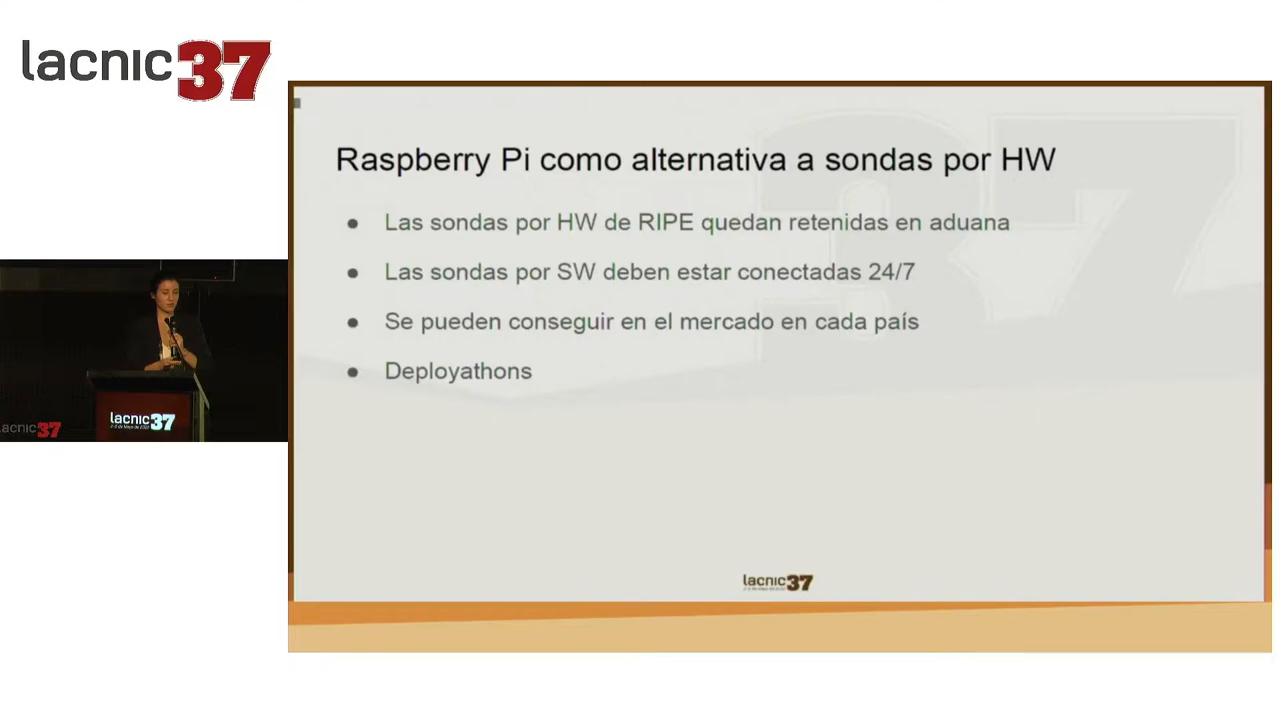 lacnic37
Raspberry Pi como alternativa a sondas por HW
● Las sondas por HW de RIPE quedan retenidas en aduana
● Las sondas por SW deben estar conectadas 24/7
● Se pueden conseguir en el mercado en cada país
● Deployathons
lacnic37
lacnic37
lacnic37